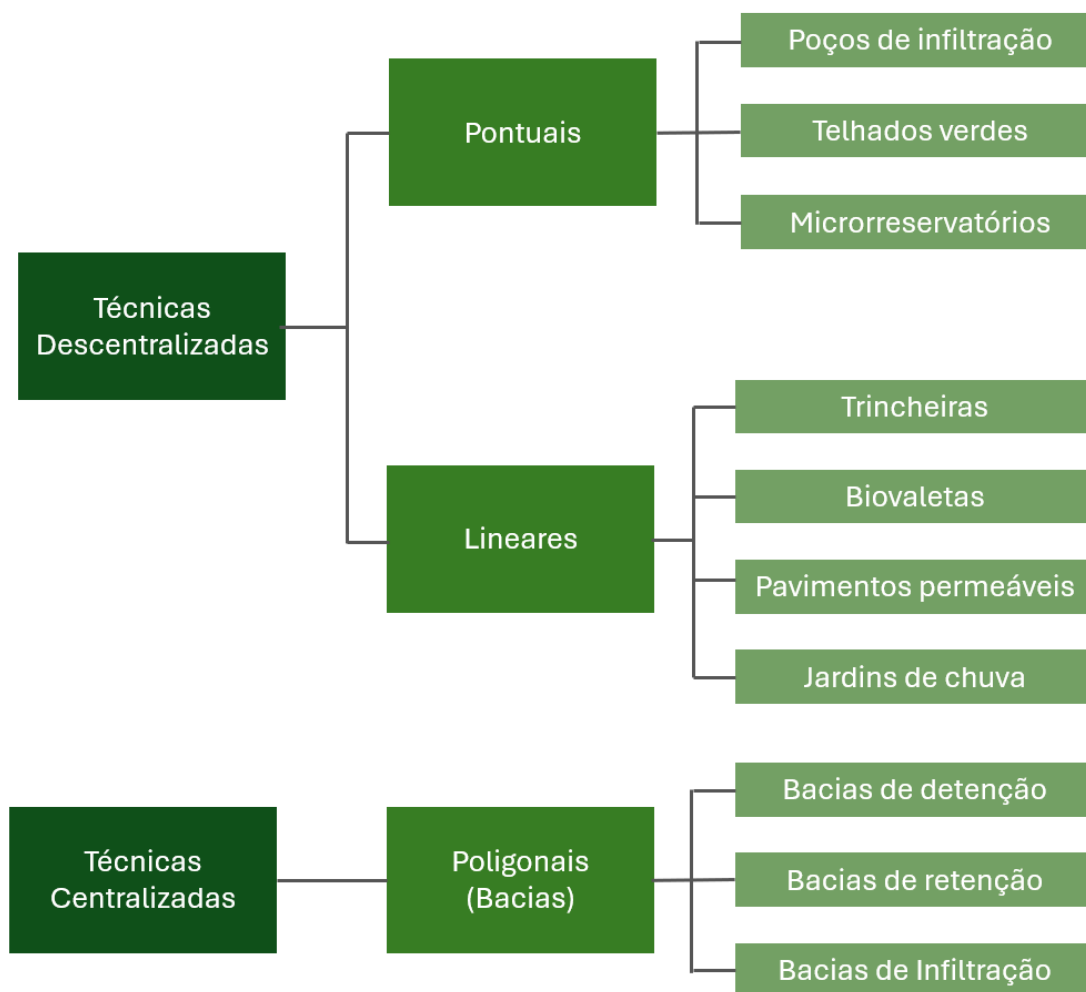 Poços de infiltração
Pontuais
Telhados verdes
Microrreservatórios
Técnicas
Descentralizadas
Trincheiras
Biovaletas
Lineares
Pavimentos permeáveis
Jardins de chuva
Bacias de detenção
Técnicas
Centralizadas
Poligonais
(Bacias)
Bacias de retenção
Bacias de Infiltração